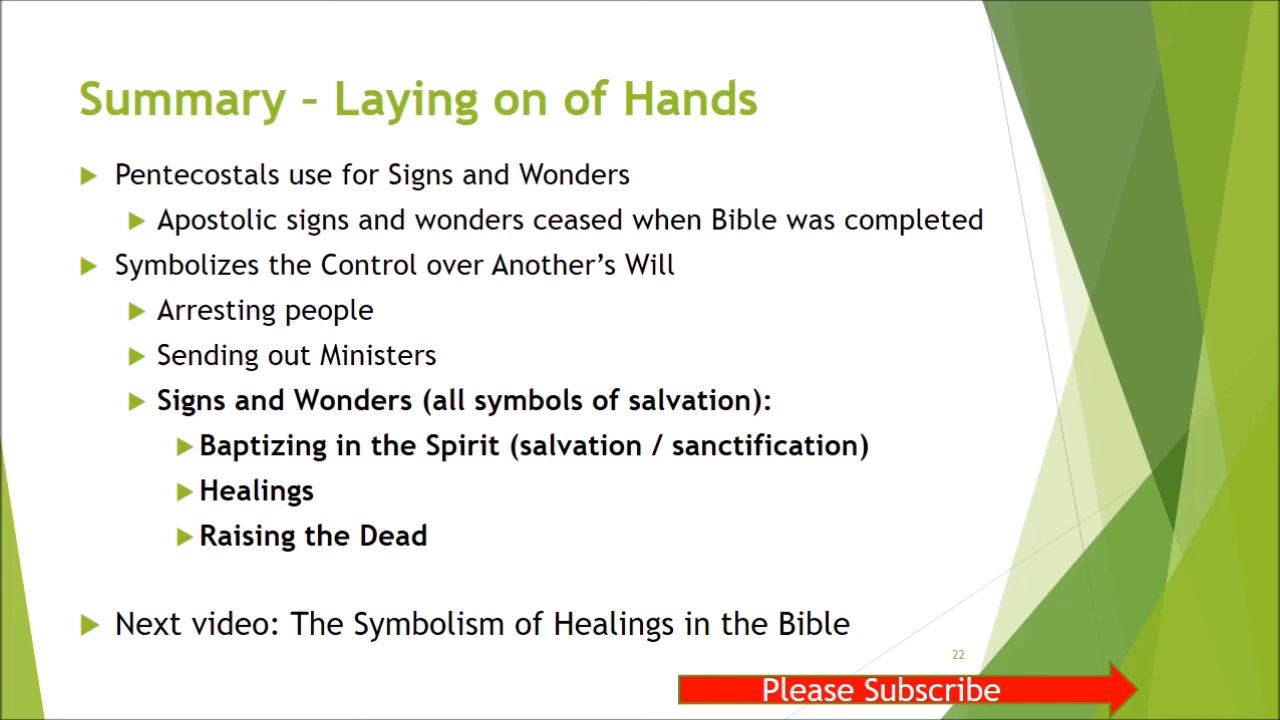 Summary – Laying on of Hands
Pentecostals use for Signs and Wonders
Apostolic signs and wonders ceased when Bible was completed
Symbolizes the Control over Another’s Will
Arresting people
Sending out Ministers
Signs and Wonders (all symbols of salvation):
Baptizing in the Spirit (salvation / sanctification)
Healings
Raising the Dead
Next video: The Symbolism of Healings in the Bible
22
Please Subscribe